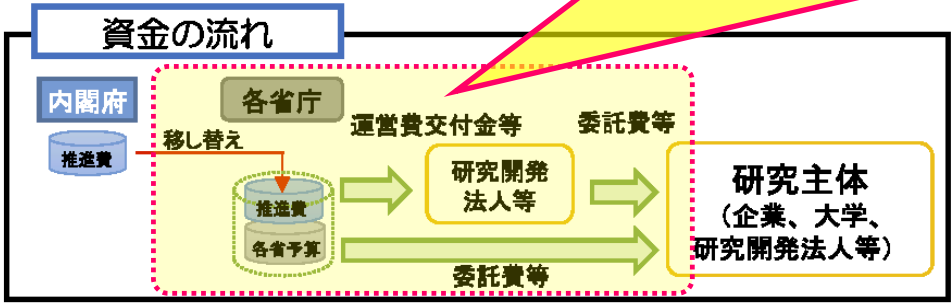 資金の流れ
内閣府
各省庁
推進費
移し替え
運営費交付金等
委託費等
研究開発
法人等
推進費
各省予算
委託費等
研究主体
（企業、大学、
研究開発法人等）